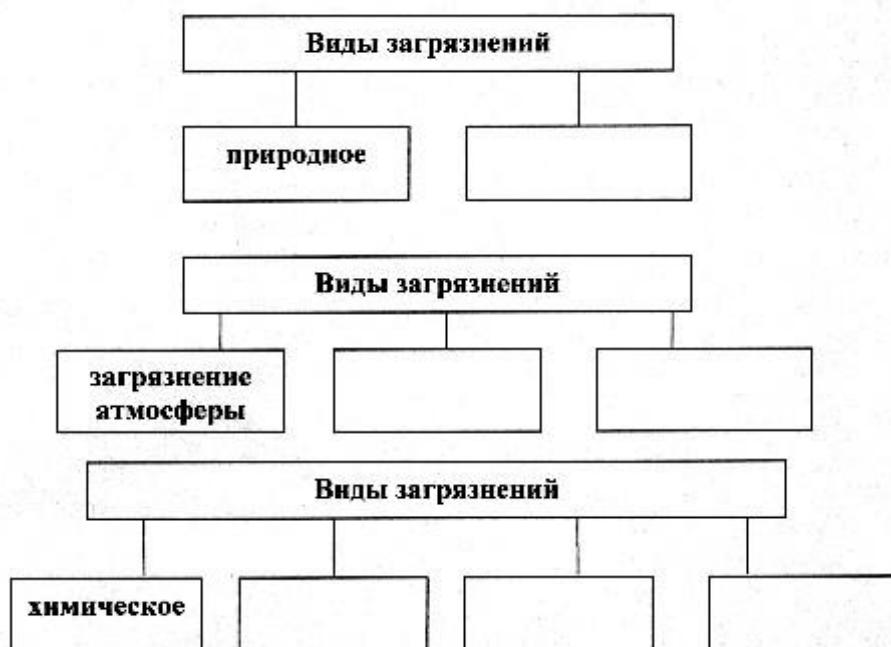 Виды загрязнений
природное
Виды загрязнений
загрязнение
атмосферы
Виды загрязнений
химическое